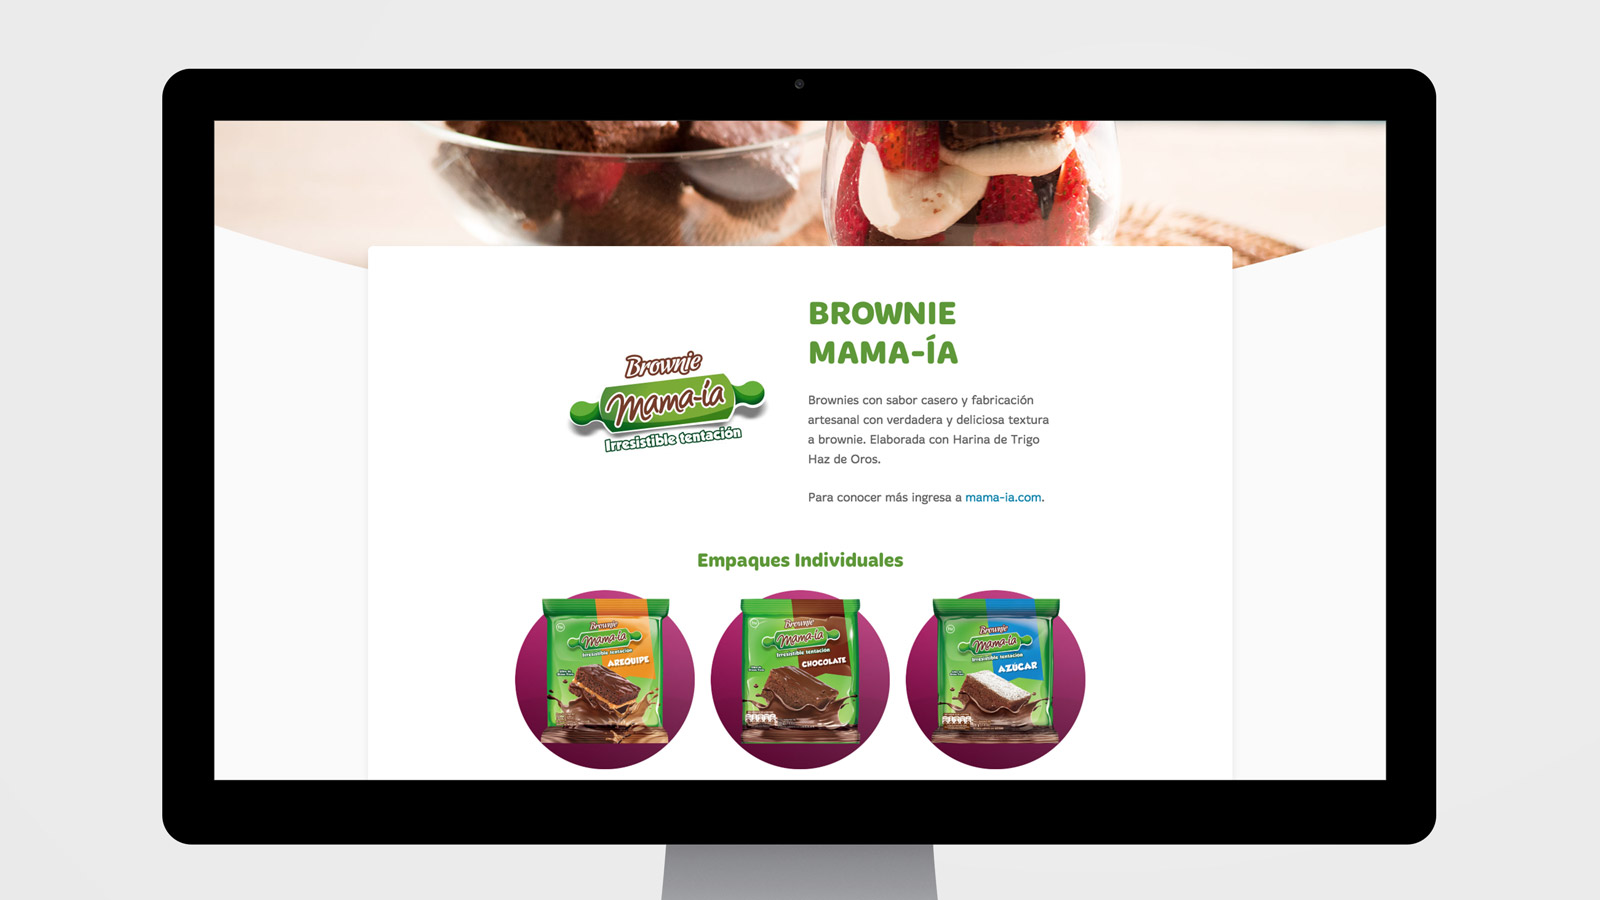 BROWNIE
MAMA-ÍA
Brownie
Mama-ía
Irresistible tentación
Brownies con sabor casero y fabricación
artesanal con verdadera y deliciosa textura
a brownie. Elaborada con Harina de Trigo
Haz de Oros.
Para conocer más ingresa a mama-ia.com.
Empaques Individuales
Brownie
Mama-ía
Irresistible tentación
AREQUIPE
Brownie
Mama-ía
Irresistible tentación
CHOCOLATE
Brownie
Mama-ía
Irresistible tentación
AZÚCAR